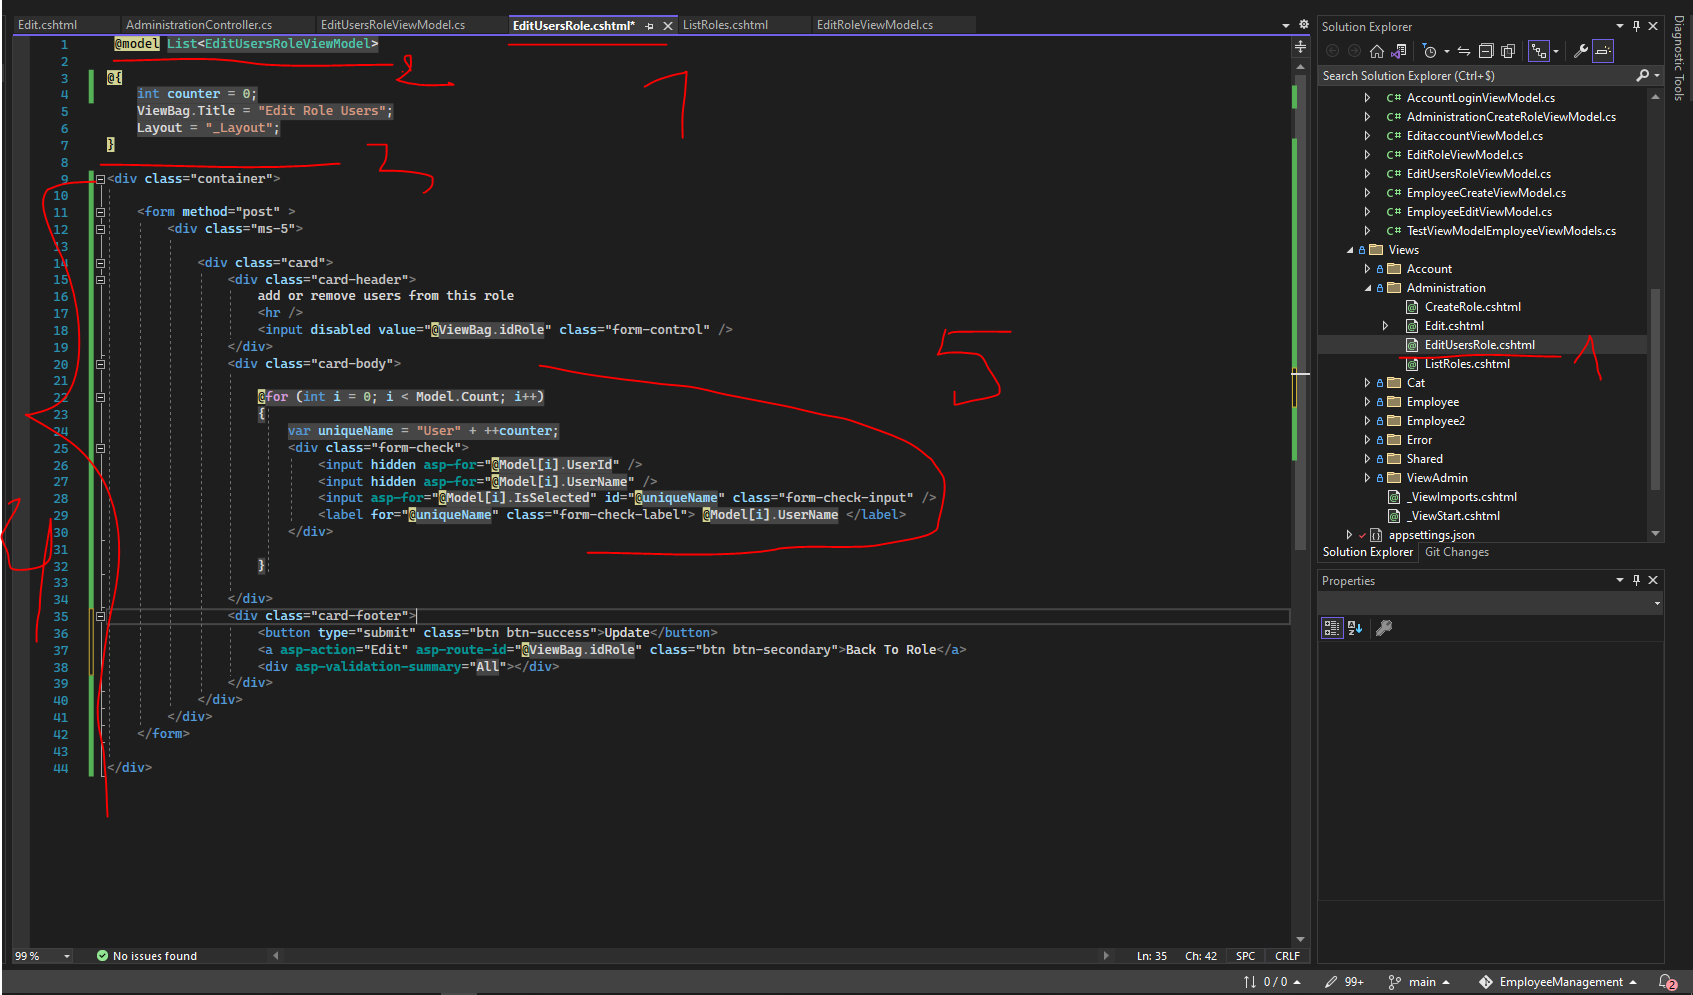 Edit.cshtml
AdministrationController.cs
EditUsersRoleViewModel.cs
EditUsersRole.cshtml*
ListRoles.cshtml
EditRoleViewModel.cs
1 @model List<EditUsersRoleViewModel>
2
3 @{
4 int counter = 0;
5 ViewBag.Title = "Edit Role Users";
6 Layout = "_Layout";
7 }
8
9 <div class="container">
10
11 <form method="post" >
12 <div class="ms-5">
13
14 <div class="card">
15 <div class="card-header">
16 add or remove users from this role
17 <hr />
18 <input disabled value="@ViewBag.idRole" class="form-control" />
19 </div>
20 <div class="card-body">
21
22 @for (int i = 0; i < Model.Count; i++)
23 {
24 var uniqueName = "User" + ++counter;
25 <div class="form-check">
26 <input hidden asp-for="@Model[i].UserId" />
27 <input hidden asp-for="@Model[i].UserName" />
28 <input asp-for="@Model[i].IsSelected" id="@uniqueName" class="form-check-input" />
29 <label for="@uniqueName" class="form-check-label"> @Model[i].UserName </label>
30 </div>
31
32 }
33
34 </div>
35 <div class="card-footer">
36 <button type="submit" class="btn btn-success">Update</button>
37 <a asp-action="Edit" asp-route-id="@ViewBag.idRole" class="btn btn-secondary">Back To Role</a>
38 <div asp-validation-summary="All"></div>
39 </div>
40 </div>
41 </div>
42 </form>
43
44 </div>
2
1
3
5
1
99 %
No issues found
Ln: 35
Ch: 42
SPC
CRLF
Solution Explorer
Search Solution Explorer (Ctrl+$)
C# AccountLoginViewModel.cs
C# AdministrationCreateRoleViewModel.cs
C# EditaccountViewModel.cs
C# EditRoleViewModel.cs
C# EditUsersRoleViewModel.cs
C# EmployeeCreateViewModel.cs
C# EmployeeEditViewModel.cs
C# TestViewModelEmployeeViewModels.cs
Views
Account
Administration
CreateRole.cshtml
Edit.cshtml
EditUsersRole.cshtml
ListRoles.cshtml
Cat
Employee
Employee2
Error
Shared
ViewAdmin
_ViewImports.cshtml
_ViewStart.cshtml
appsettings.json
Solution Explorer
Git Changes
Properties
Diagnostic Tools
0 / 0
99+
main
EmployeeManagement
2